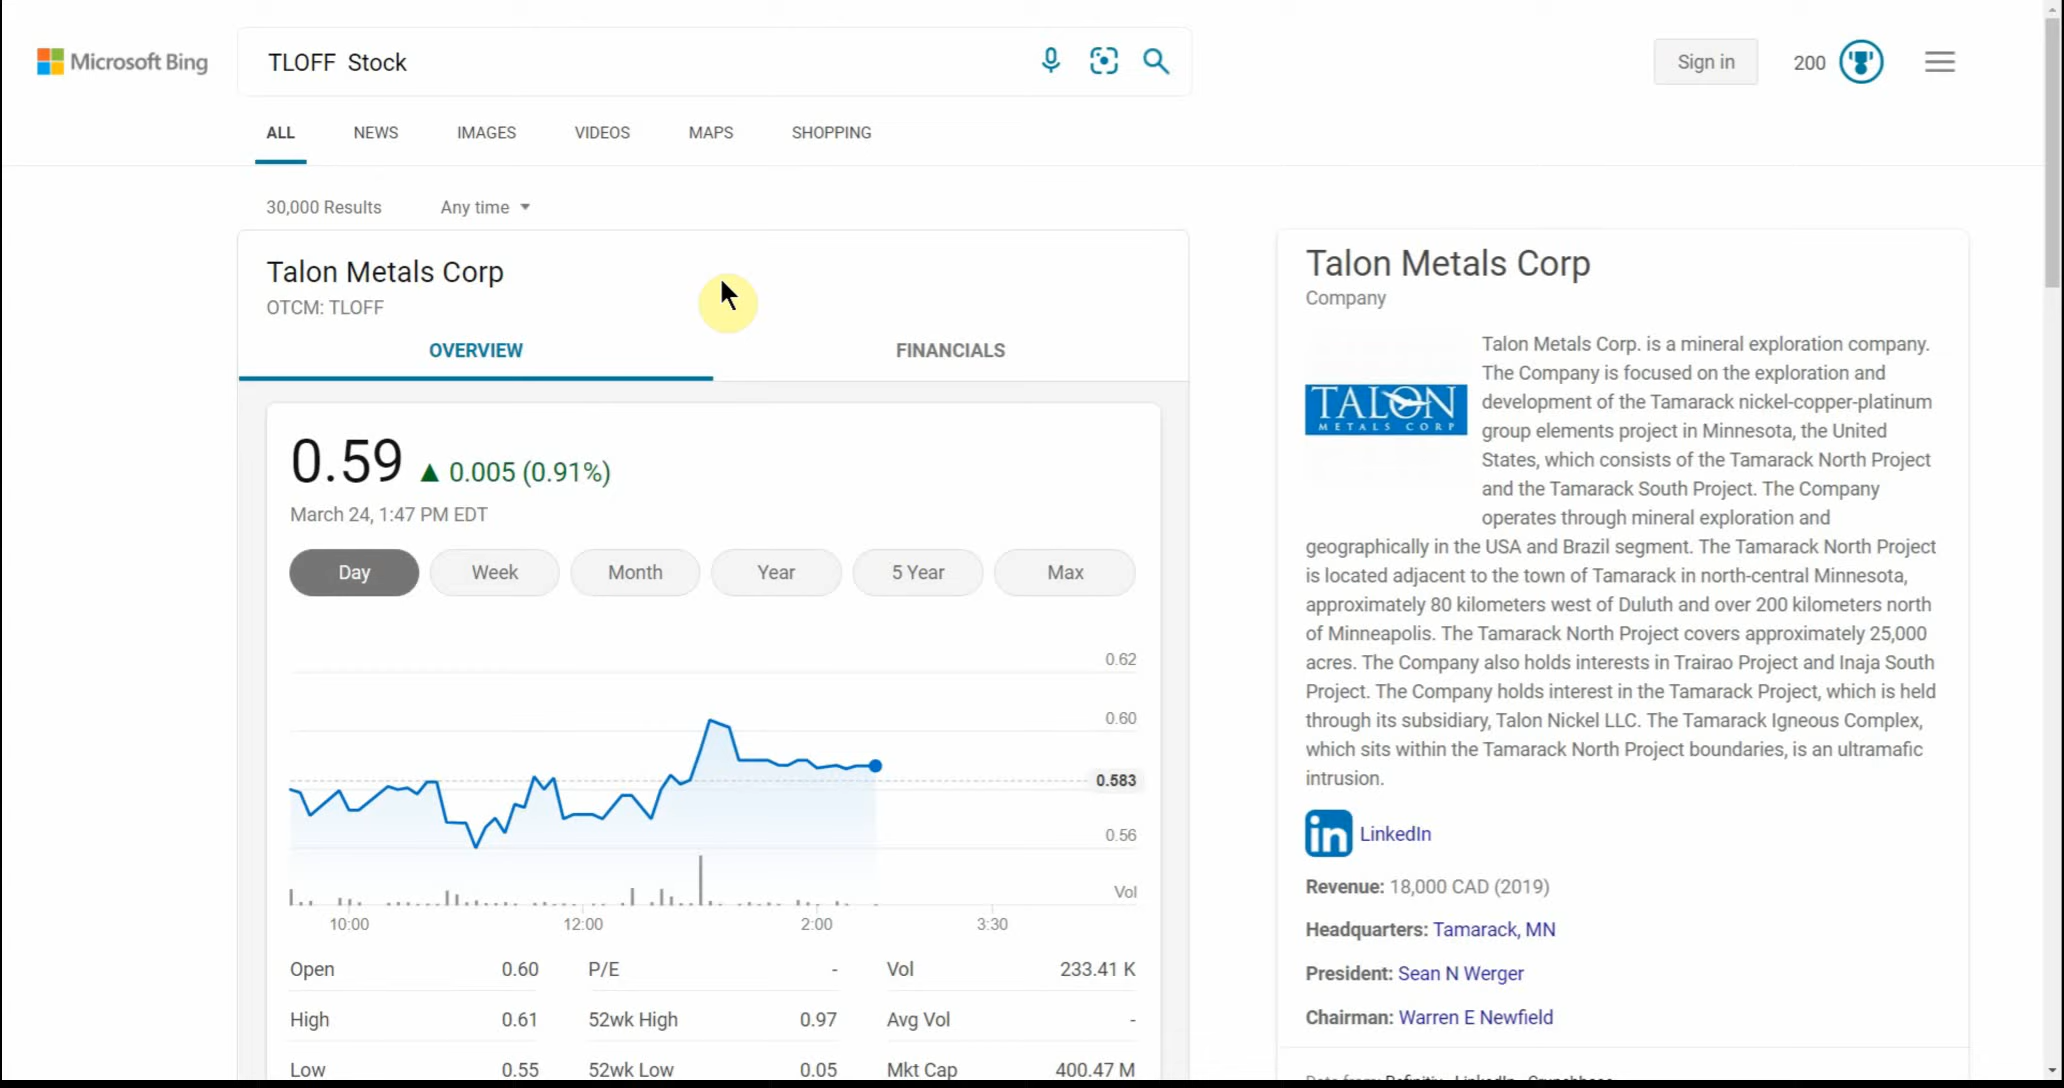 Microsoft Bing
TLOFF Stock
Sign in
200
ALL
NEWS
IMAGES
VIDEOS
MAPS
SHOPPING
30,000 Results
Any time
Talon Metals Corp
OTCM: TLOFF
OVERVIEW
FINANCIALS
0.59 ▲ 0.005 (0.91%)
March 24, 1:47 PM EDT
Day
Week
Month
Year
5 Year
Max
0.62
0.60
0.583
0.56
Vol
10:00
12:00
2:00
3:30
Open 0.60 P/E - Vol 233.41 K
High 0.61 52wk High 0.97 Avg Vol -
Low 0.55 52wk Low 0.05 Mkt Cap 400.47 M
Talon Metals Corp
Company
TALON
METALS CORP
Talon Metals Corp. is a mineral exploration company.
The Company is focused on the exploration and
development of the Tamarack nickel-copper-platinum
group elements project in Minnesota, the United
States, which consists of the Tamarack North Project
and the Tamarack South Project. The Company
operates through mineral exploration and
geographically in the USA and Brazil segment. The Tamarack North Project
is located adjacent to the town of Tamarack in north-central Minnesota,
approximately 80 kilometers west of Duluth and over 200 kilometers north
of Minneapolis. The Tamarack North Project covers approximately 25,000
acres. The Company also holds interests in Trairao Project and Inaja South
Project. The Company holds interest in the Tamarack Project, which is held
through its subsidiary, Talon Nickel LLC. The Tamarack Igneous Complex,
which sits within the Tamarack North Project boundaries, is an ultramafic
intrusion.
in LinkedIn
Revenue: 18,000 CAD (2019)
Headquarters: Tamarack, MN
President: Sean N Werger
Chairman: Warren E Newfield